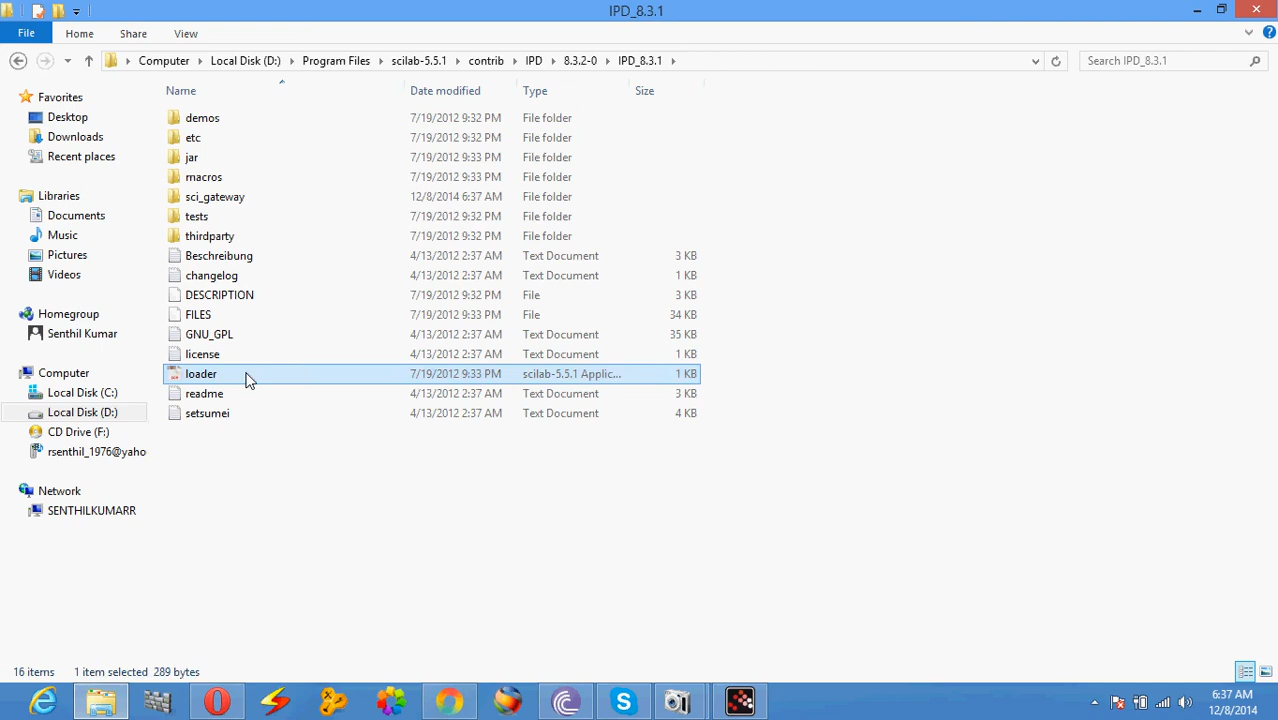 IPD_8.3.1
File Home Share View
Computer Local Disk (D:) Program Files scilab-5.5.1 contrib IPD 8.3.2-0 IPD_8.3.1 Search IPD_8.3.1
Name Date modified Type Size
Favorites
Desktop
Downloads
Recent places
Libraries
Documents
Music
Pictures
Videos
Homegroup
Senthil Kumar
Computer
Local Disk (C:)
Local Disk (D:)
CD Drive (F:)
rsenthil_1976@yaho
Network
SENTHILKUMARR
demos 7/19/2012 9:32 PM File folder
etc 7/19/2012 9:32 PM File folder
jar 7/19/2012 9:33 PM File folder
macros 7/19/2012 9:33 PM File folder
sci_gateway 12/8/2014 6:37 AM File folder
tests 7/19/2012 9:32 PM File folder
thirdparty 7/19/2012 9:32 PM File folder
Beschreibung 4/13/2012 2:37 AM Text Document 3 KB
changelog 4/13/2012 2:37 AM Text Document 1 KB
DESCRIPTION 7/19/2012 9:32 PM File 3 KB
FILES 7/19/2012 9:33 PM File 34 KB
GNU_GPL 4/13/2012 2:37 AM Text Document 35 KB
license 4/13/2012 2:37 AM Text Document 1 KB
loader 7/19/2012 9:33 PM scilab-5.5.1 Applic... 1 KB
readme 4/13/2012 2:37 AM Text Document 3 KB
setsumei 4/13/2012 2:37 AM Text Document 4 KB
16 items 1 item selected 289 bytes
6:37 AM
12/8/2014